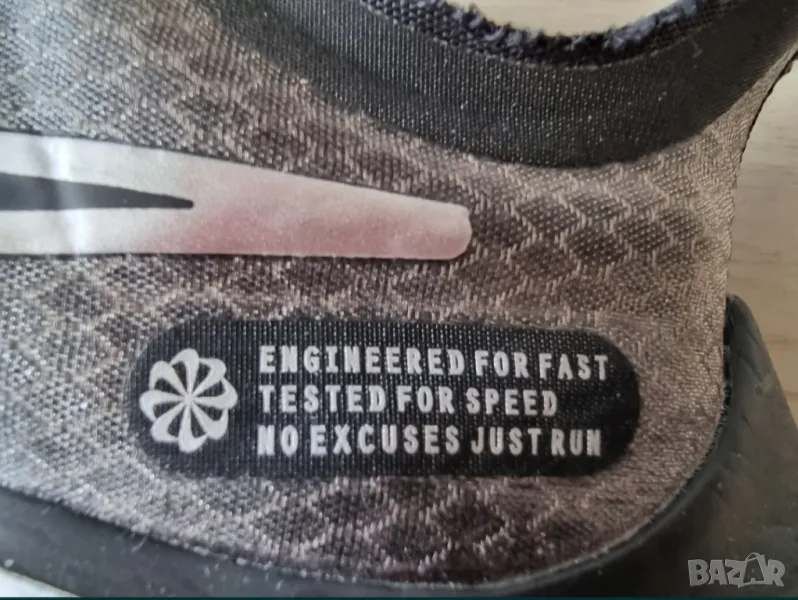 ENGINEERED FOR FAST
TESTED FOR SPEED
NO EXCUSES JUST RUN
BAZAR